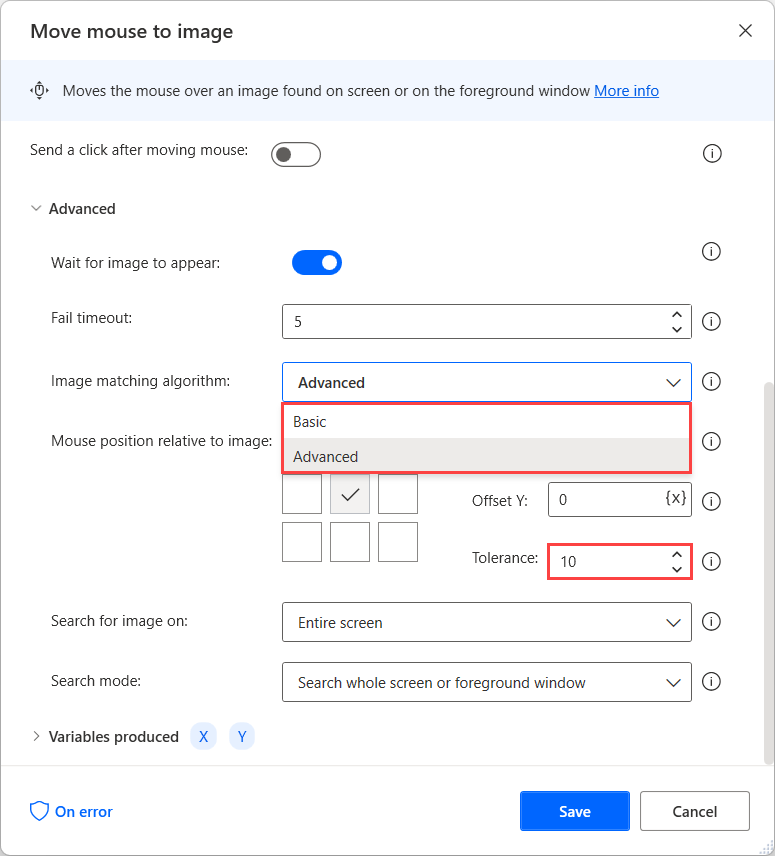 Move mouse to image
Moves the mouse over an image found on screen or on the foreground window More info
Send a click after moving mouse:
Advanced
Wait for image to appear:
Fail timeout: 5
Image matching algorithm: Advanced
Basic
Mouse position relative to image:
Advanced
Offset Y: 0 {x}
Tolerance: 10
Search for image on: Entire screen
Search mode: Search whole screen or foreground window
Variables produced X Y
On error Save Cancel